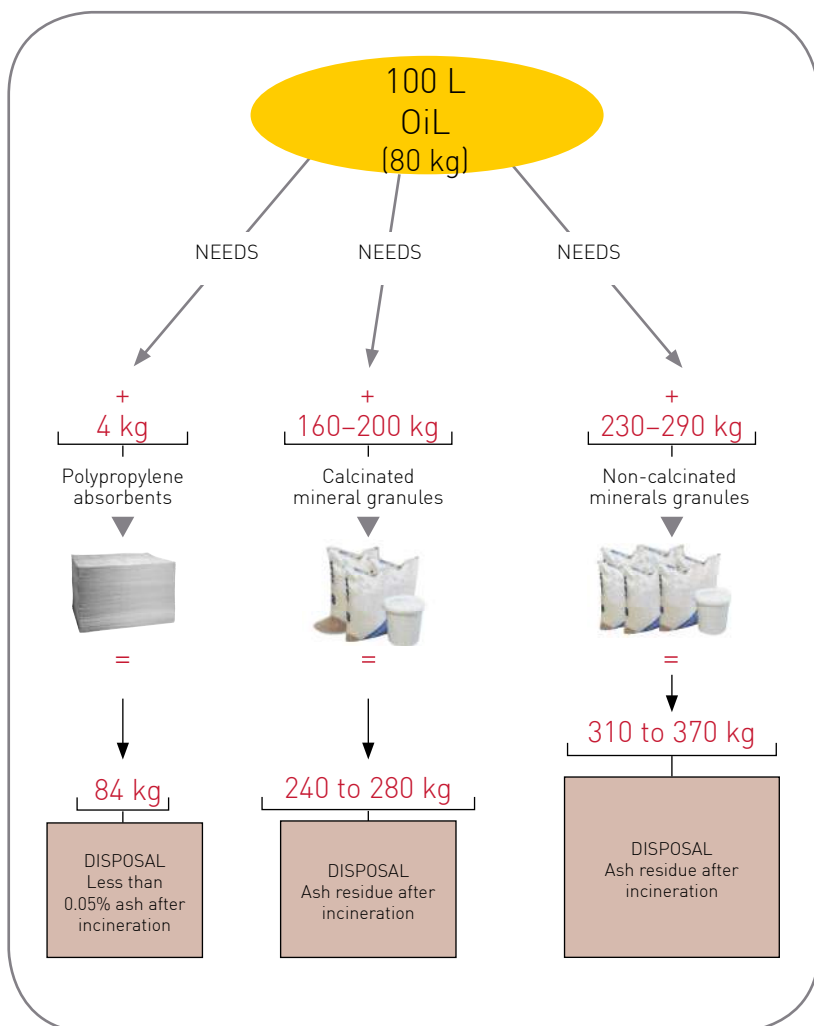 100 L
OiL
(80 kg)
NEEDS
NEEDS
NEEDS
+
4 kg
Polypropylene
absorbents
=
84 kg
DISPOSAL
Less than
0.05% ash after
incineration
+
160–200 kg
Calcinated
mineral granules
=
240 to 280 kg
DISPOSAL
Ash residue after
incineration
+
230–290 kg
Non-calcinated
minerals granules
=
310 to 370 kg
DISPOSAL
Ash residue after
incineration